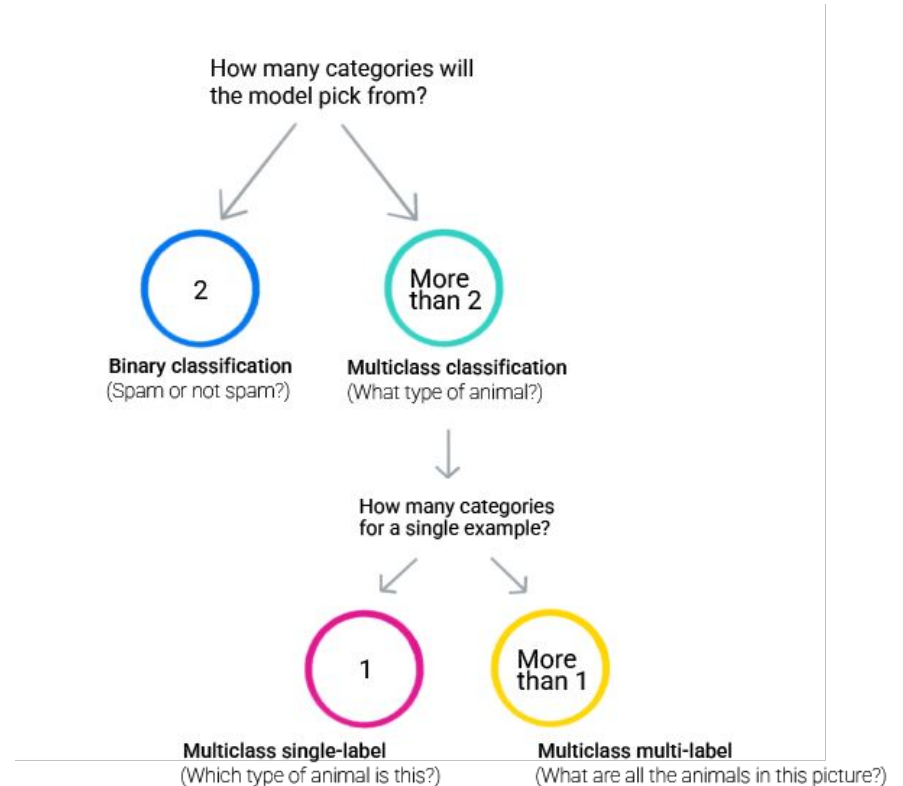 How many categories will
the model pick from?
2
More
than 2
Binary classification
(Spam or not spam?)
Multiclass classification
(What type of animal?)
How many categories
for a single example?
1
More
than 1
Multiclass single-label
(Which type of animal is this?)
Multiclass multi-label
(What are all the animals in this picture?)